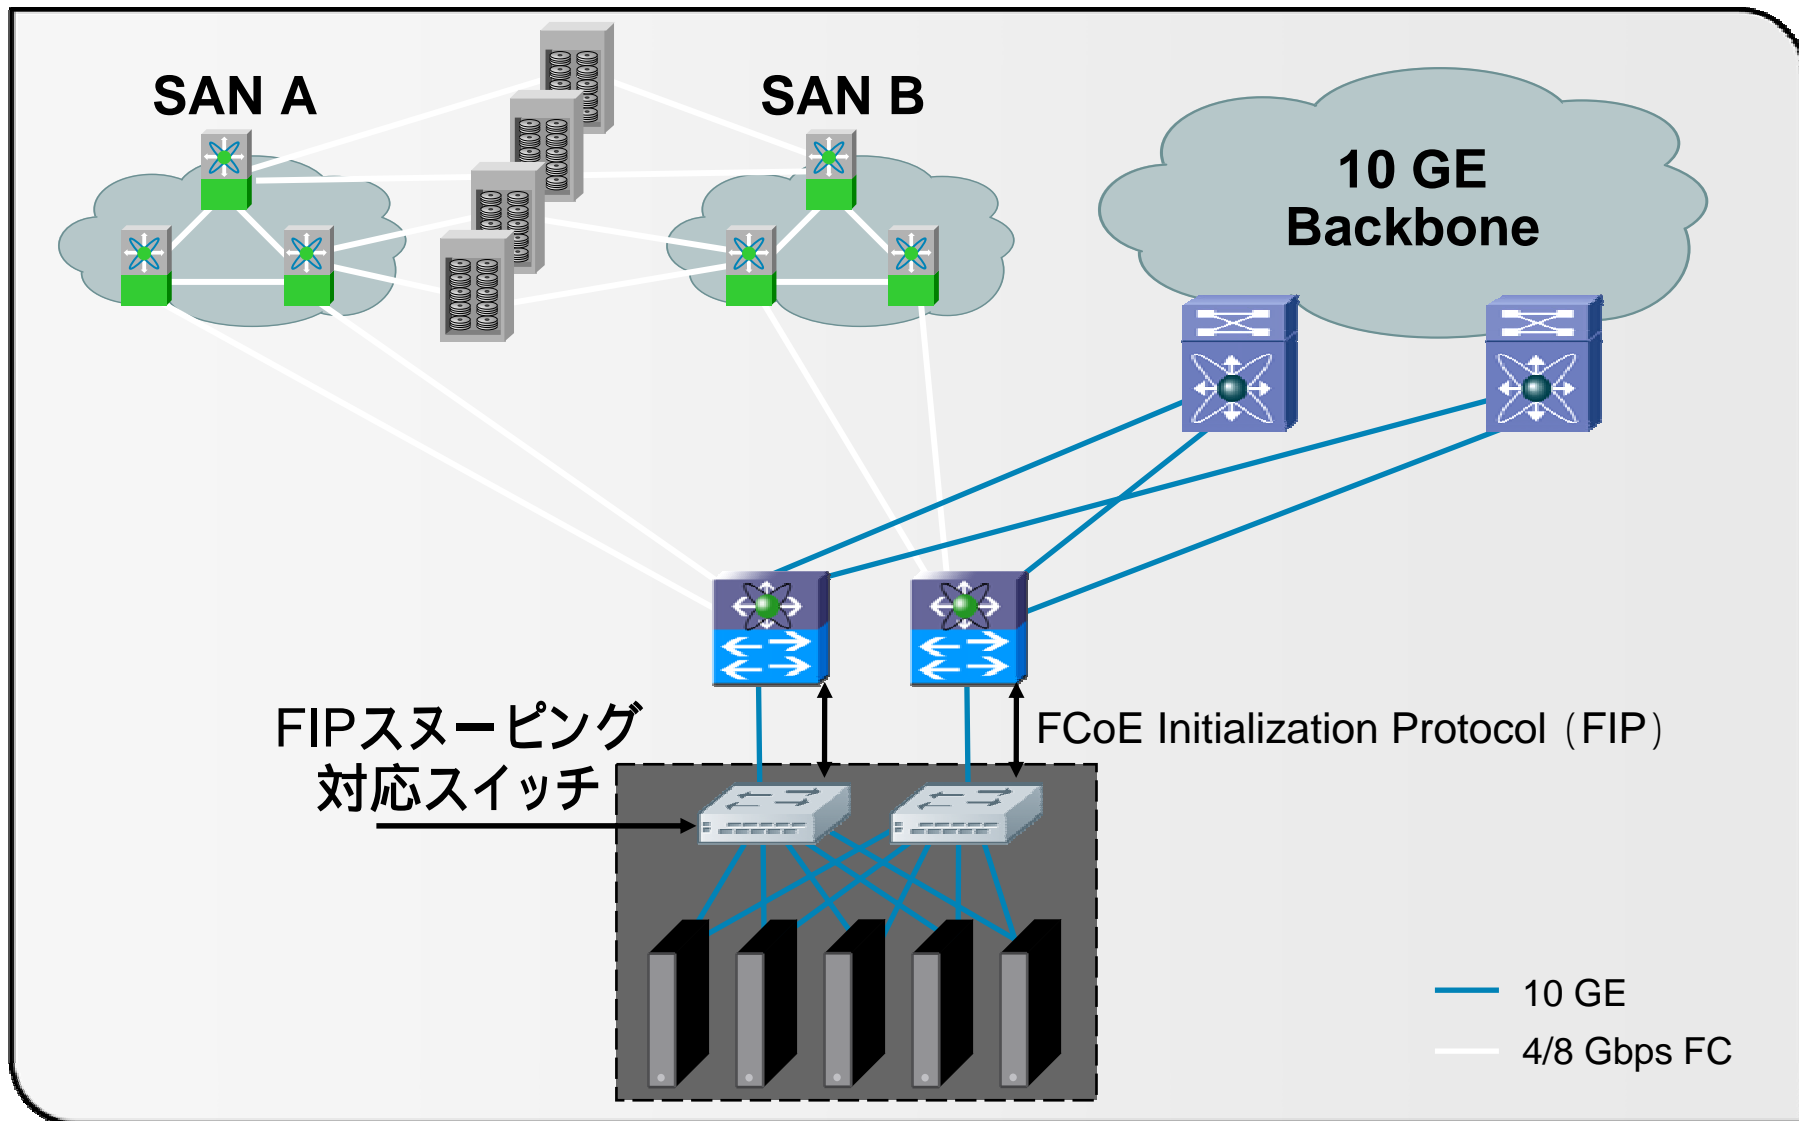 SAN A
SAN B
10 GE
Backbone
FIPスヌーピング
対応スイッチ
FCoE Initialization Protocol（FIP）
10 GE
4/8 Gbps FC